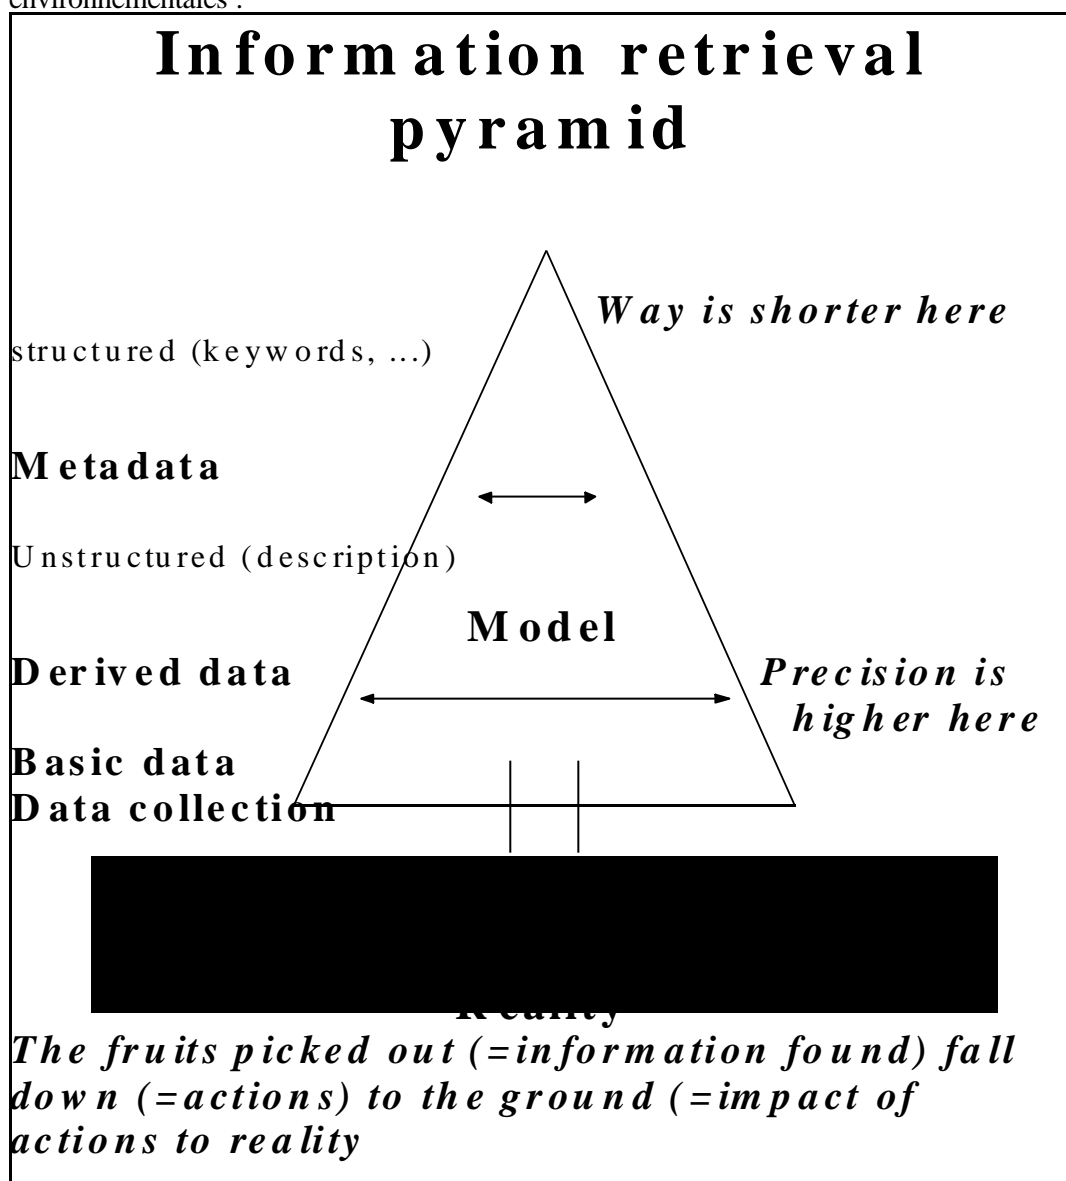 environnementales :
Information retrieval
pyramid
Way is shorter here
structured (keywords, ...)
Metadata
Unstructured (description)
Model
Derived data
Precision is
higher here
Basic data
Data collection
Reality
The fruits picked out (=information found) fall
down (=actions) to the ground (=impact of
actions to reality